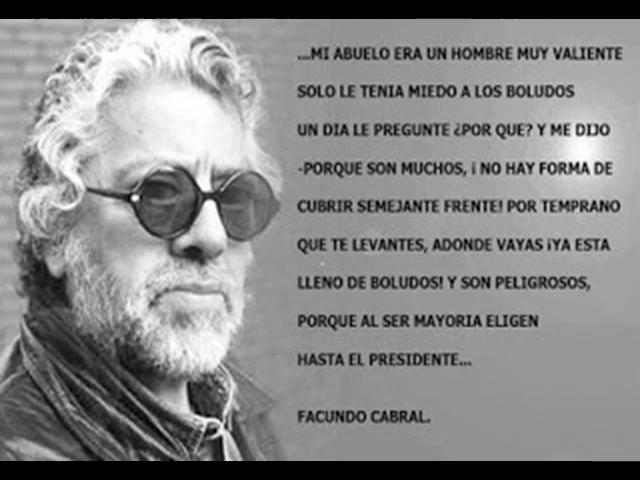 ...MI ABUELO ERA UN HOMBRE MUY VALIENTE
SOLO LE TENIA MIEDO A LOS BOLUDOS
UN DIA LE PREGUNTE ¿POR QUE? Y ME DIJO
-PORQUE SON MUCHOS, ¡ NO HAY FORMA DE
CUBRIR SEMEJANTE FRENTE! POR TEMPRANO
QUE TE LEVANTES, ADONDE VAYAS ¡YA ESTA
LLENO DE BOLUDOS! Y SON PELIGROSOS,
PORQUE AL SER MAYORIA ELIGEN
HASTA EL PRESIDENTE...
FACUNDO CABRAL.